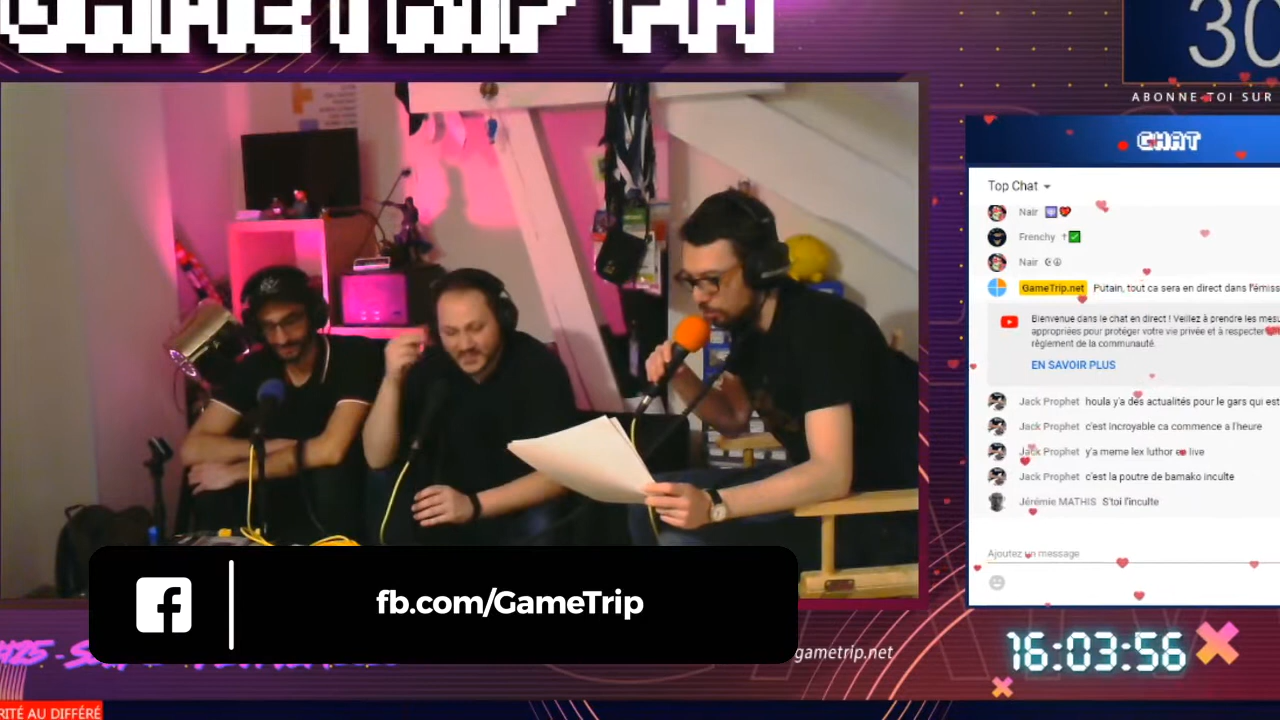 GAMETRIP FM
30
ABONNE-TOI SUR
CHAT
Top Chat
Nair
Frenchy
Nair
GameTrip.net Putain, tout ca sera en direct dans l'émiss
Bienvenue dans le chat en direct ! Veillez à prendre les mesu
appropriées pour protéger votre vie privée et à respecter
règlement de la communauté.
EN SAVOIR PLUS
Jack Prophet houla y'a des actualités pour le gars qui est
Jack Prophet c'est incroyable ca commence a l'heure
Jack Prophet y'a meme lex luthor en live
Jack Prophet c'est la poutre de bamako inculte
Jérémie MATHIS S'toi l'inculte
Ajoutez un message
fb.com/GameTrip
gametrip.net
16:03:56
RITÉ AU DIFFÉRÉ